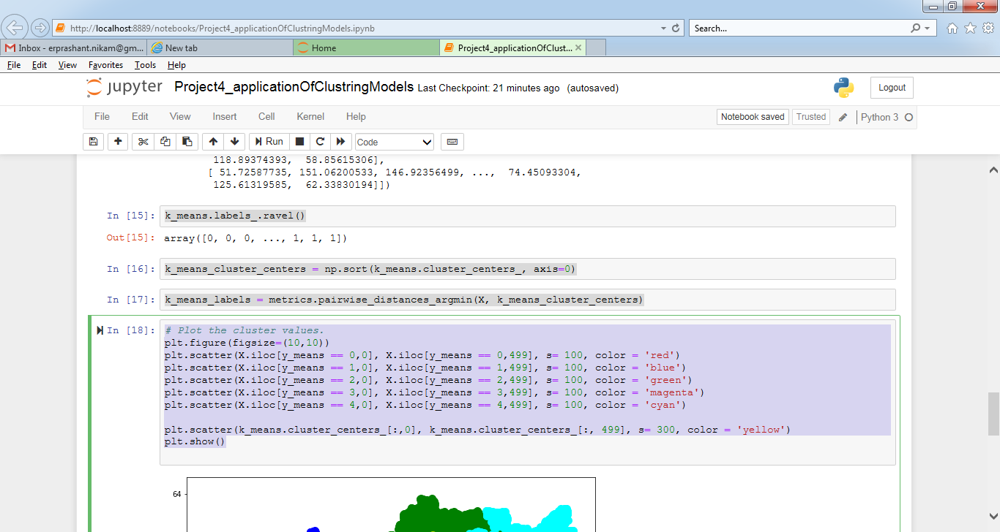 http://localhost:8889/notebooks/Project4_applicationOfClustringModels.ipynb
Search...
Inbox - erprashant.nikam@gm...
New tab
Home
Project4_applicationOfClust...
File Edit View Favorites Tools Help
jupyter Project4_applicationOfClustringModels Last Checkpoint: 21 minutes ago (autosaved)
Logout
File Edit View Insert Cell Kernel Help
Notebook saved Trusted Python 3
Run Code
118.89374393, 58.85615306],
[ 51.72587735, 151.06200533, 146.92356499, ..., 74.45093304,
125.61319585, 62.33830194]])
In [15]: k_means.labels_.ravel()
Out[15]: array([0, 0, 0, ..., 1, 1, 1])
In [16]: k_means_cluster_centers = np.sort(k_means.cluster_centers_, axis=0)
In [17]: k_means_labels = metrics.pairwise_distances_argmin(X, k_means_cluster_centers)
In [18]: # Plot the cluster values.
plt.figure(figsize=(10,10))
plt.scatter(X.iloc[y_means == 0,0], X.iloc[y_means == 0,499], s= 100, color = 'red')
plt.scatter(X.iloc[y_means == 1,0], X.iloc[y_means == 1,499], s= 100, color = 'blue')
plt.scatter(X.iloc[y_means == 2,0], X.iloc[y_means == 2,499], s= 100, color = 'green')
plt.scatter(X.iloc[y_means == 3,0], X.iloc[y_means == 3,499], s= 100, color = 'magenta')
plt.scatter(X.iloc[y_means == 4,0], X.iloc[y_means == 4,499], s= 100, color = 'cyan')
plt.scatter(k_means.cluster_centers_[:,0], k_means.cluster_centers_[:, 499], s= 300, color = 'yellow')
plt.show()
64